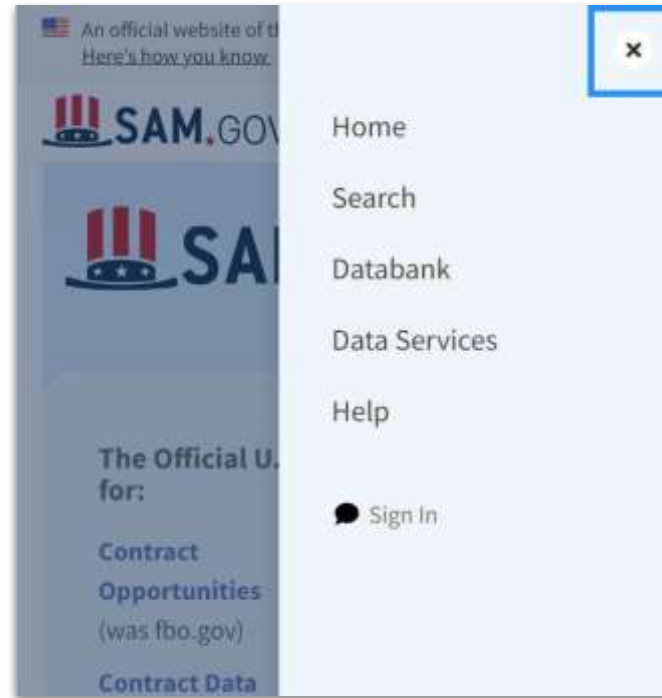 An official website of th
Here's how you know
SAM.GOV
SA
The Official U.
for:
Contract
Opportunities
(was fbo.gov)
Contract Data
×
Home
Search
Databank
Data Services
Help
Sign In